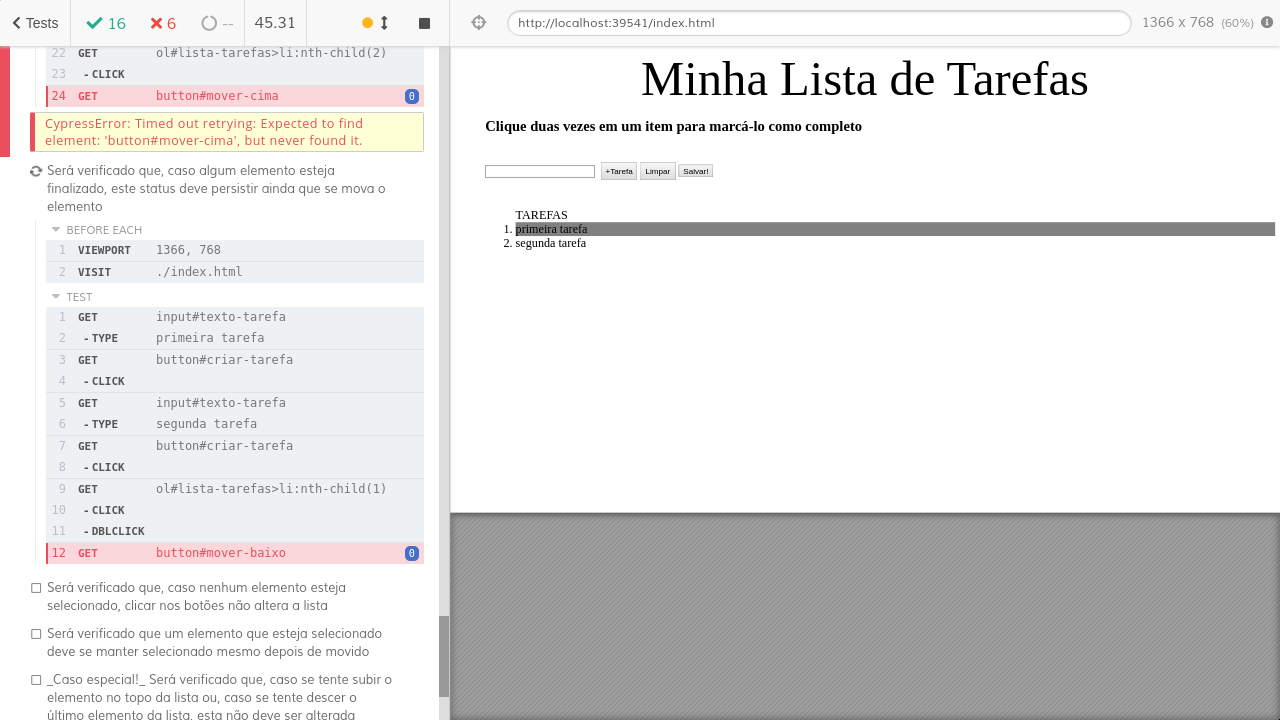 Tests
16
6
--
45.31
http://localhost:39541/index.html
1366 x 768 (60%)
22 GET ol#lista-tarefas>li:nth-child(2)
23 - CLICK
24 GET button#mover-cima 0
CypressError: Timed out retrying: Expected to find
element: 'button#mover-cima', but never found it.
Será verificado que, caso algum elemento esteja
finalizado, este status deve persistir ainda que se mova o
elemento
BEFORE EACH
1 VIEWPORT 1366, 768
2 VISIT ./index.html
TEST
1 GET input#texto-tarefa
2 - TYPE primeira tarefa
3 GET button#criar-tarefa
4 - CLICK
5 GET input#texto-tarefa
6 - TYPE segunda tarefa
7 GET button#criar-tarefa
8 - CLICK
9 GET ol#lista-tarefas>li:nth-child(1)
10 - CLICK
11 - DBLCLICK
12 GET button#mover-baixo 0
Será verificado que, caso nenhum elemento esteja
selecionado, clicar nos botões não altera a lista
Será verificado que um elemento que esteja selecionado
deve se manter selecionado mesmo depois de movido
_Caso especial!_ Será verificado que, caso se tente subir o
elemento no topo da lista ou, caso se tente descer o
último elemento da lista, esta não deve ser alterada
Minha Lista de Tarefas
Clique duas vezes em um item para marcá-lo como completo
+Tarefa Limpar Salvar!
TAREFAS
1. primeira tarefa
2. segunda tarefa